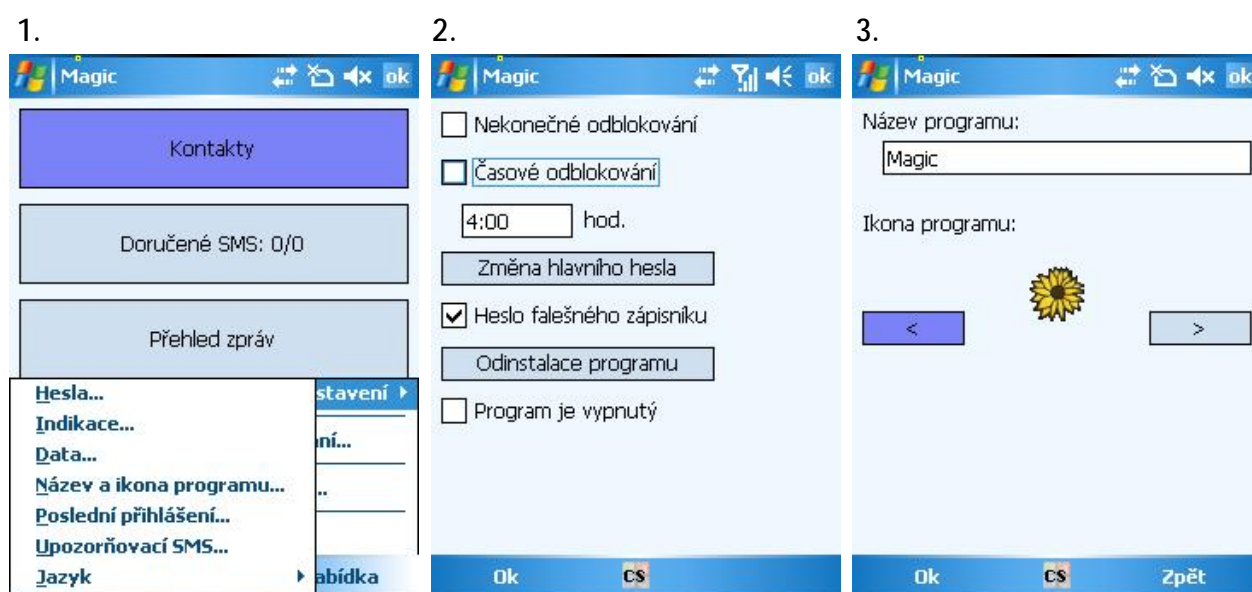 1.
Magic
ok
Kontakty
Doručené SMS: 0/0
Přehled zpráv
Hesla...
stavení
Indikace...
ní...
Data...
Název a ikona programu...
..
Poslední přihlášení...
Upozorňovací SMS...
Jazyk
abídka
2.
Magic
ok
Nekonečné odblokování
Časové odblokování
4:00 hod.
Změna hlavního hesla
Heslo falešného zápisníku
Odinstalace programu
Program je vypnutý
Ok
CS
3.
Magic
ok
Název programu:
Magic
Ikona programu:
< >
Ok
CS
Zpět